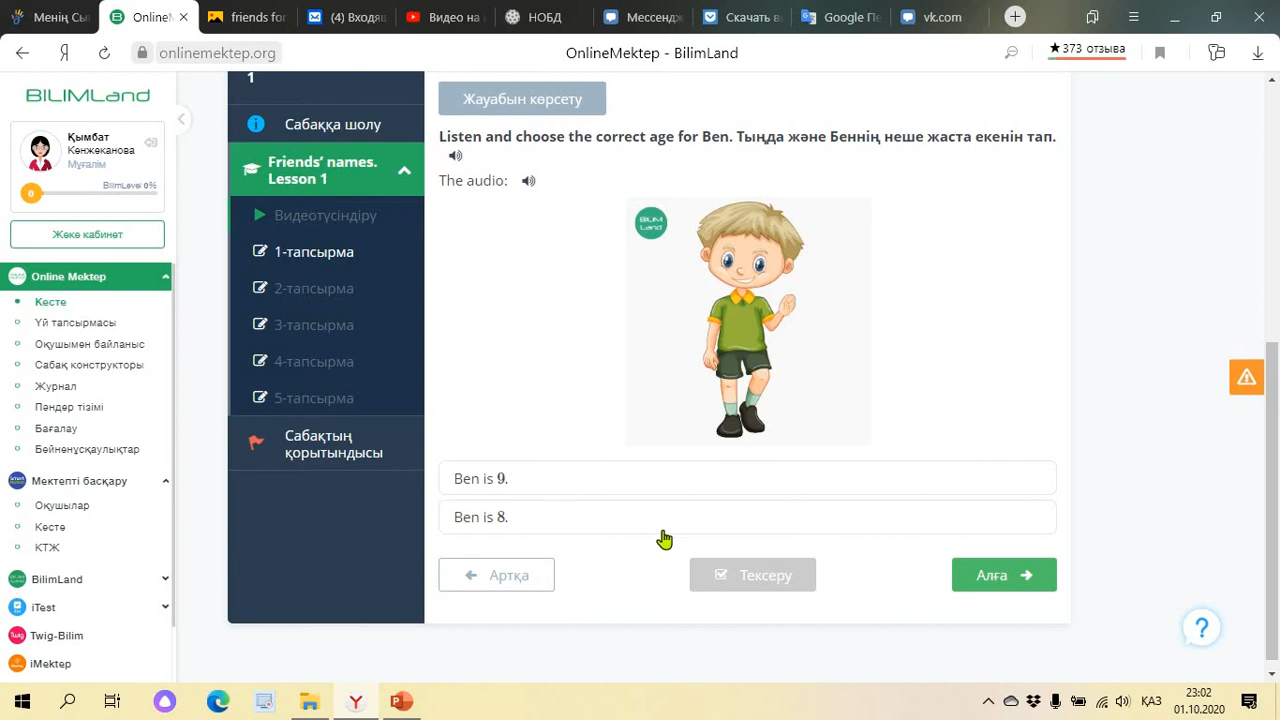 Менің Сы
OnlineM
friends for
(4) Входящ
Видео на
НОБД
Мессендж
Скачать в
Google Пе
vk.com
onlinemektep.org
OnlineMektep - BilimLand
★373 отзыва
BILIMLand
Қымбат
Кенжеканова
Мұғалім
BilimLevel 0%
0
Жеке кабинет
Online Mektep
Кесте
Үй тапсырмасы
Оқушымен байланыс
Сабақ конструкторы
Журнал
Пәндер тізімі
Бағалау
Бейненұсқаулықтар
Мектепті басқару
Оқушылар
Кесте
КТЖ
BilimLand
iTest
Twig-Bilim
iMektep
1
Сабаққа шолу
Friends' names.
Lesson 1
Видеотүсіндіру
1-тапсырма
2-тапсырма
3-тапсырма
4-тапсырма
5-тапсырма
Сабақтың
қорытындысы
Жауабын көрсету
Listen and choose the correct age for Ben. Тыңда және Беннің неше жаста екенін тап.
The audio:
BILIM
Land
Ben is 9.
Ben is 8.
Артқа
Тексеру
Алға
?
ҚАЗ
23:02
01.10.2020